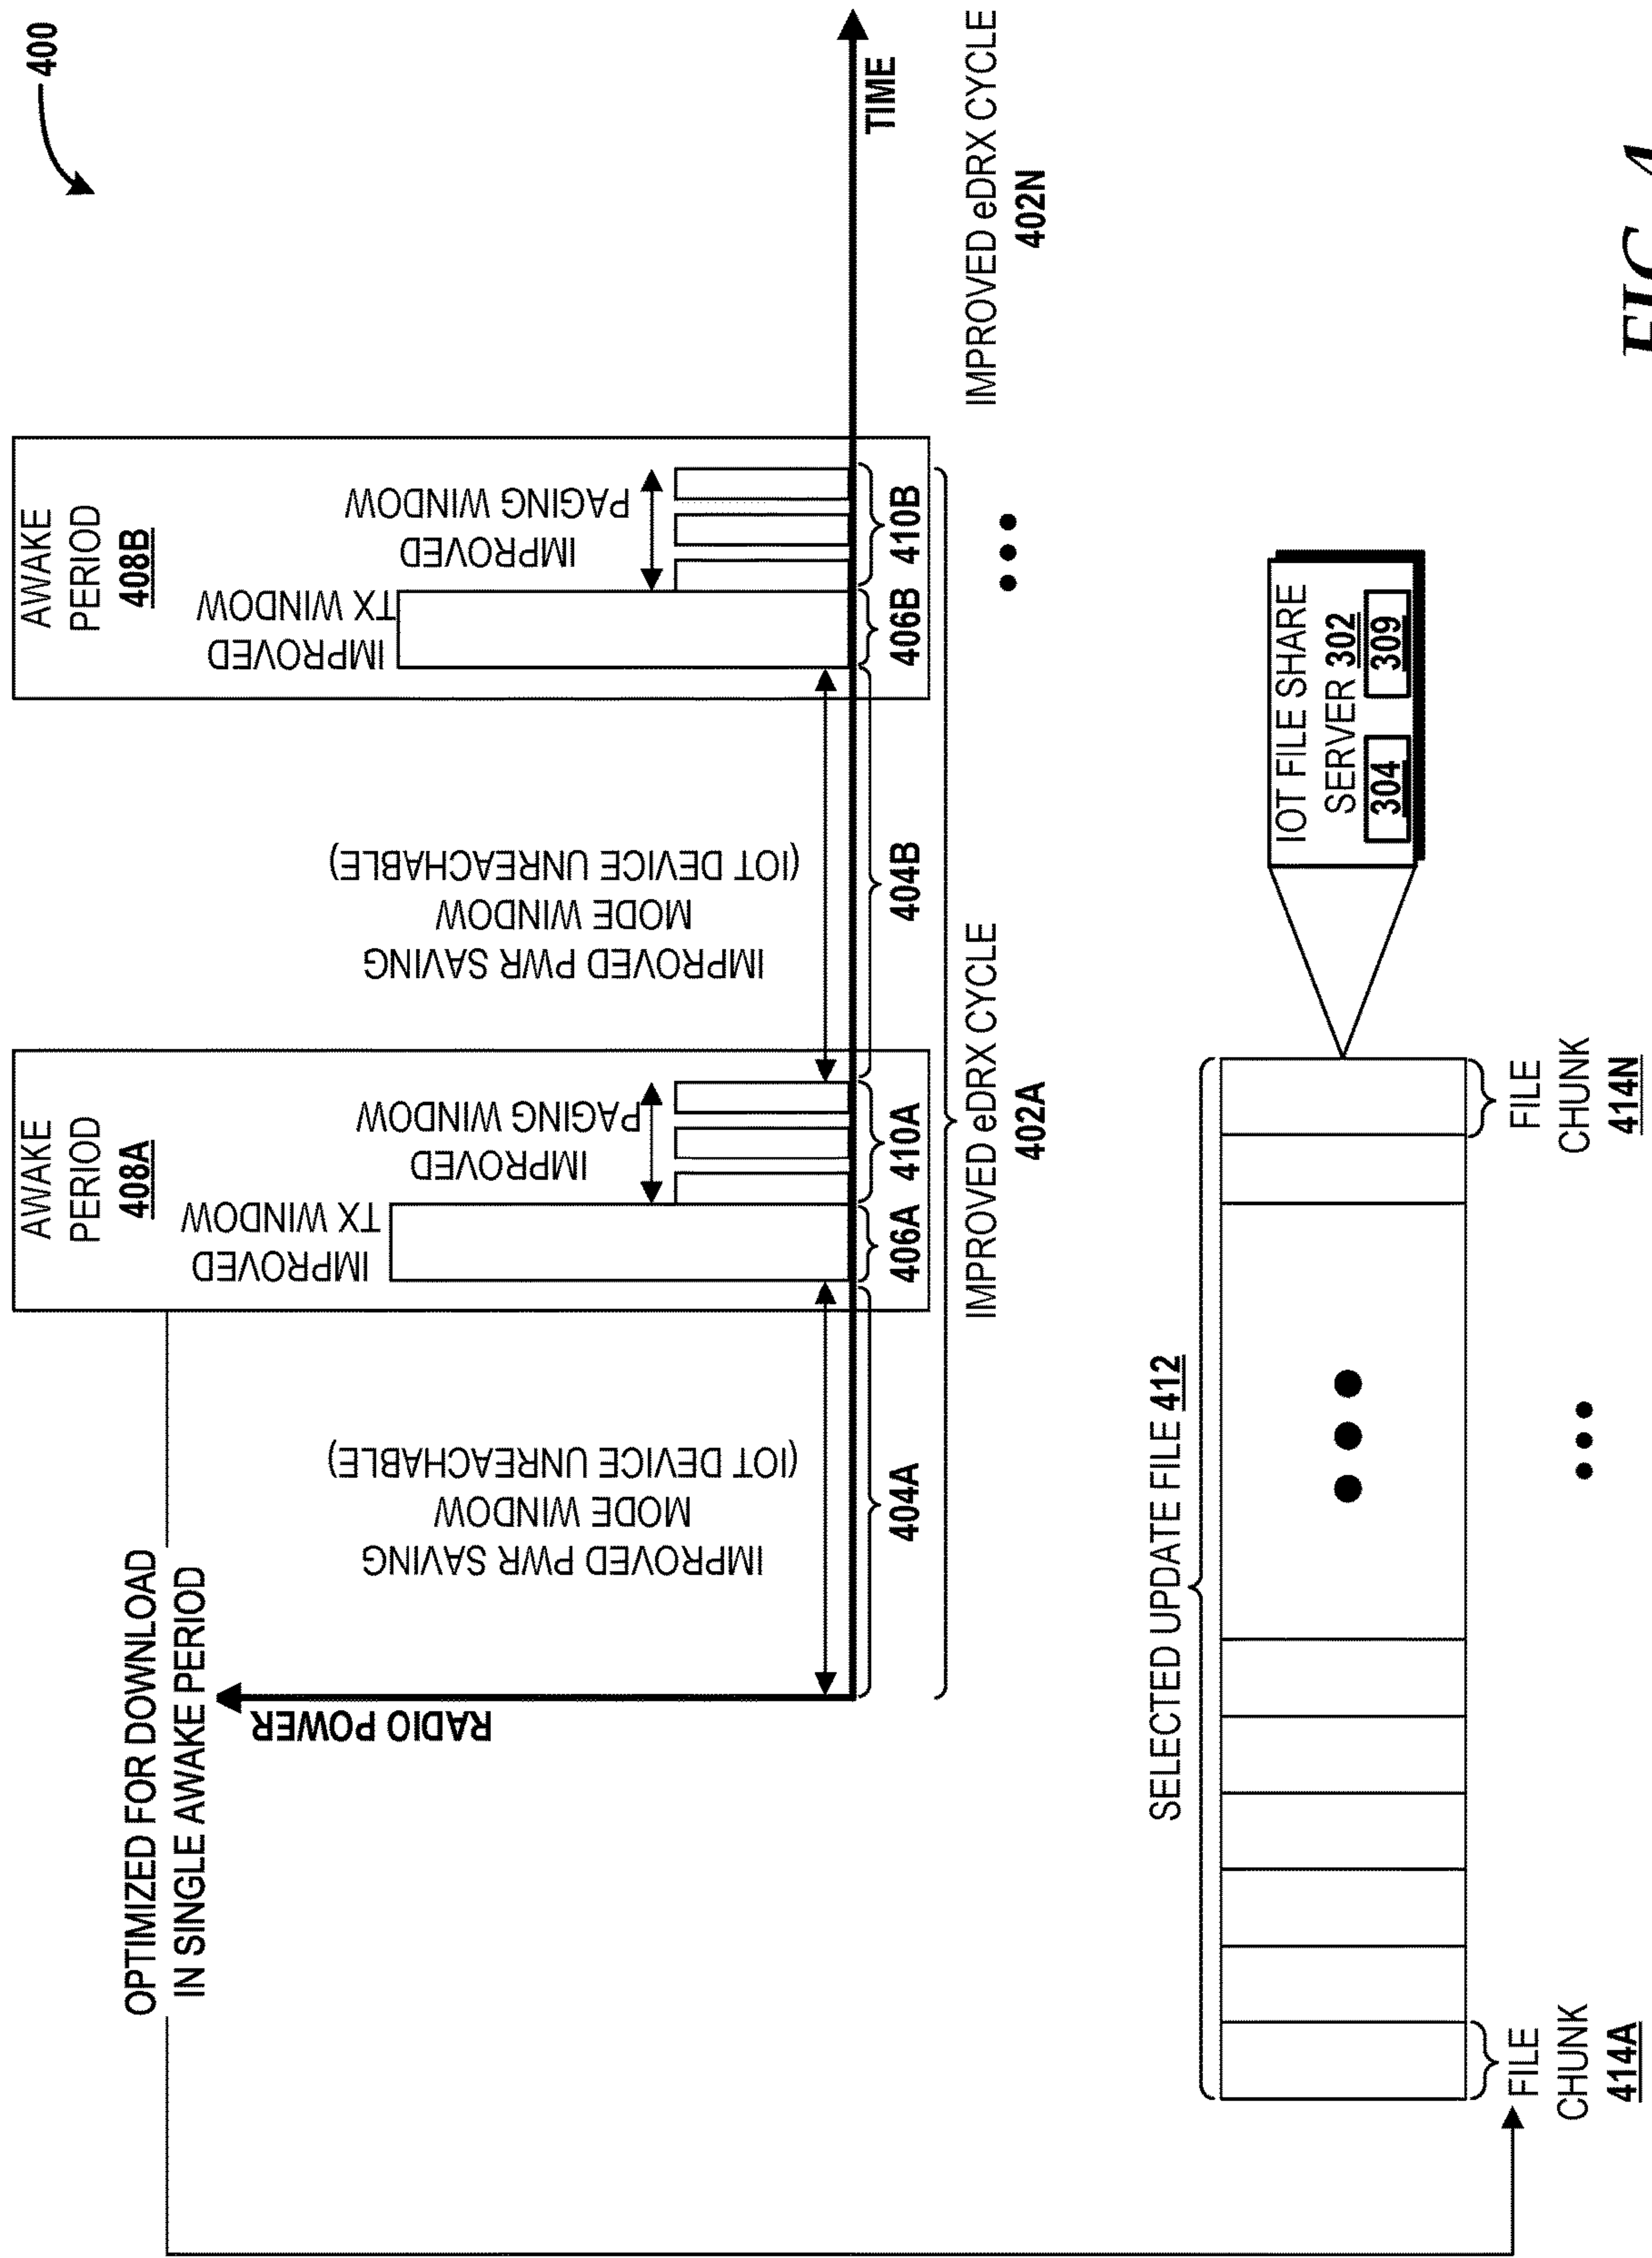 400
OPTIMIZED FOR DOWNLOAD
IN SINGLE AWAKE PERIOD
RADIO POWER
AWAKE
PERIOD
408A
AWAKE
PERIOD
408B
IMPROVED PWR SAVING
MODE WINDOW
(IOT DEVICE UNREACHABLE)
IMPROVED
TX WINDOW
IMPROVED
PAGING WINDOW
IMPROVED PWR SAVING
MODE WINDOW
(IOT DEVICE UNREACHABLE)
IMPROVED
TX WINDOW
IMPROVED
PAGING WINDOW
TIME
404A
406A
410A
404B
406B
410B
IMPROVED eDRX CYCLE
402A
IMPROVED eDRX CYCLE
402N
SELECTED UPDATE FILE 412
IOT FILE SHARE
SERVER 302
304 309
FILE
CHUNK
414A
FILE
CHUNK
414N
FIG. 4